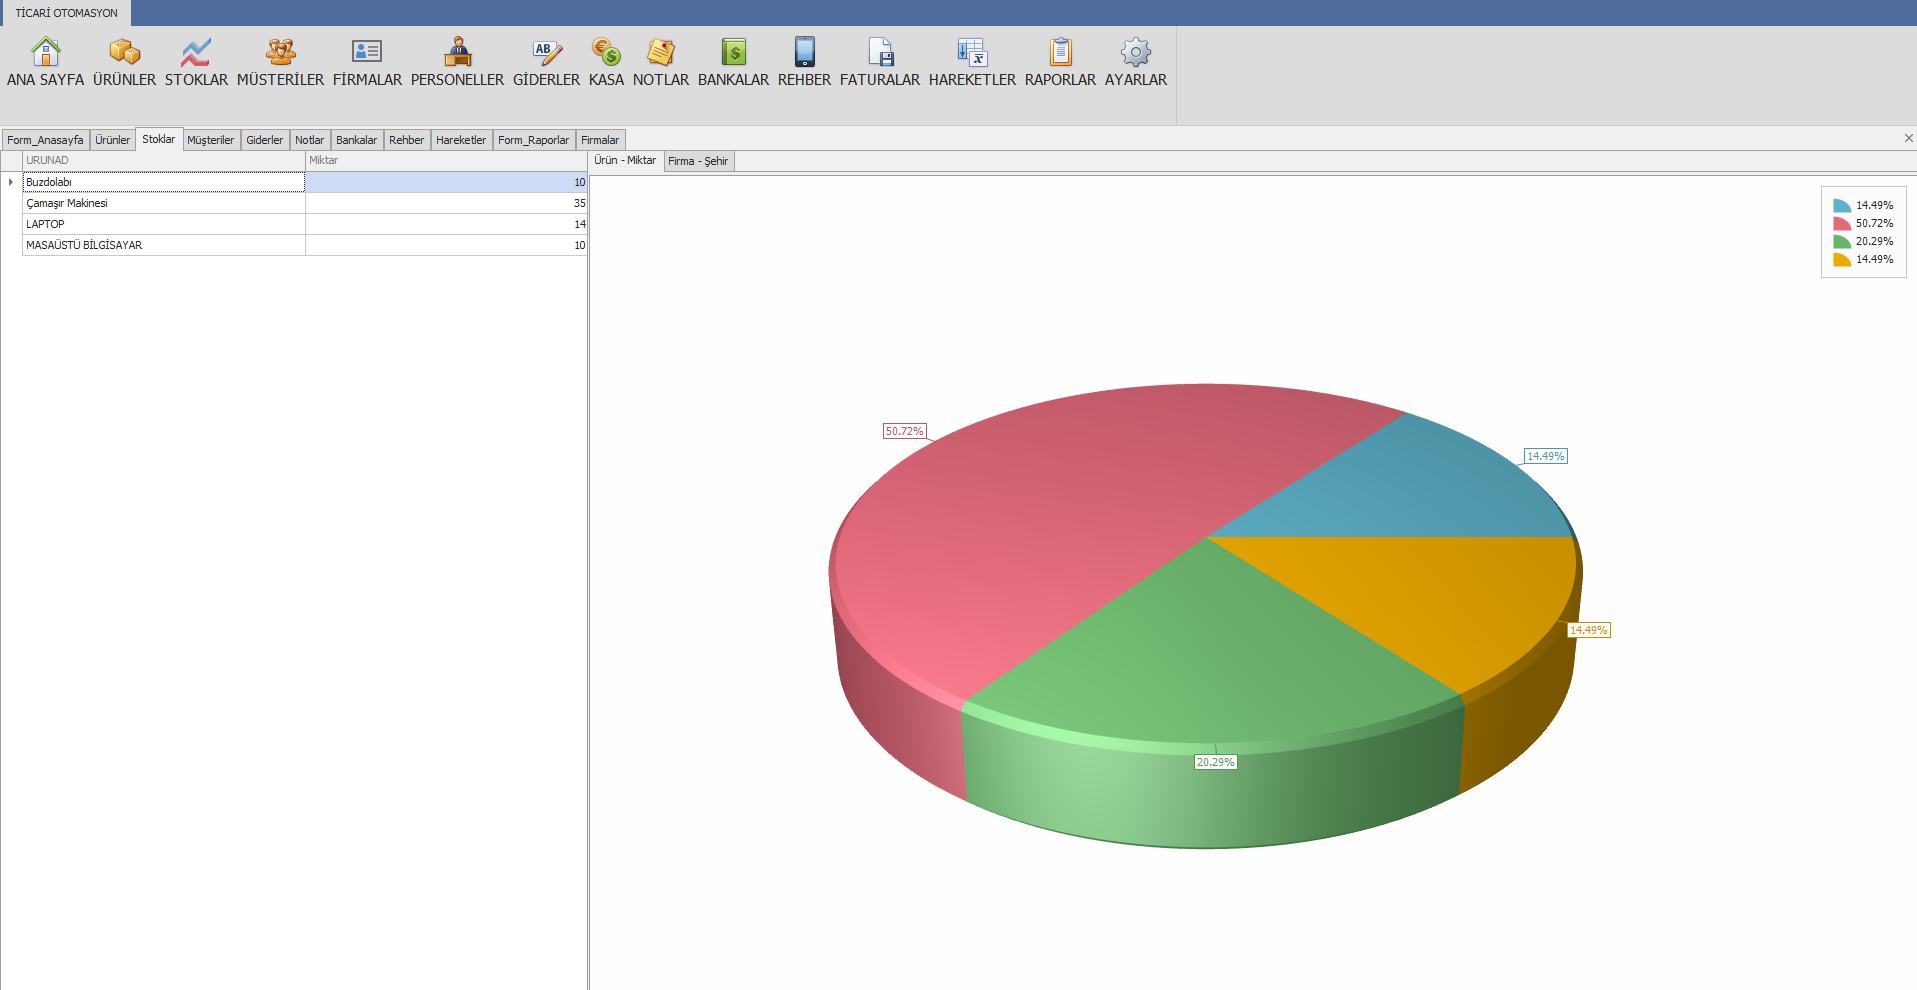 TİCARİ OTOMASYON
ANA SAYFA ÜRÜNLER STOKLAR MÜSTERİLER FİRMALAR PERSONELLER GİDERLER KASA NOTLAR BANKALAR REHBER FATURALAR HAREKETLER RAPORLAR AYARLAR
Form_Anasayfa Ürünler Stoklar Müşteriler Giderler Notlar Bankalar Rehber Hareketler Form_Raporlar Firmalar
URUNAD Miktar
Buzdolabı 10
Çamaşır Makinesi 35
LAPTOP 14
MASAÜSTÜ BİLGİSAYAR 10
Ürün - Miktar Firma - Şehir
14.49%
50.72%
20.29%
14.49%
50.72%
14.49%
14.49%
20.29%